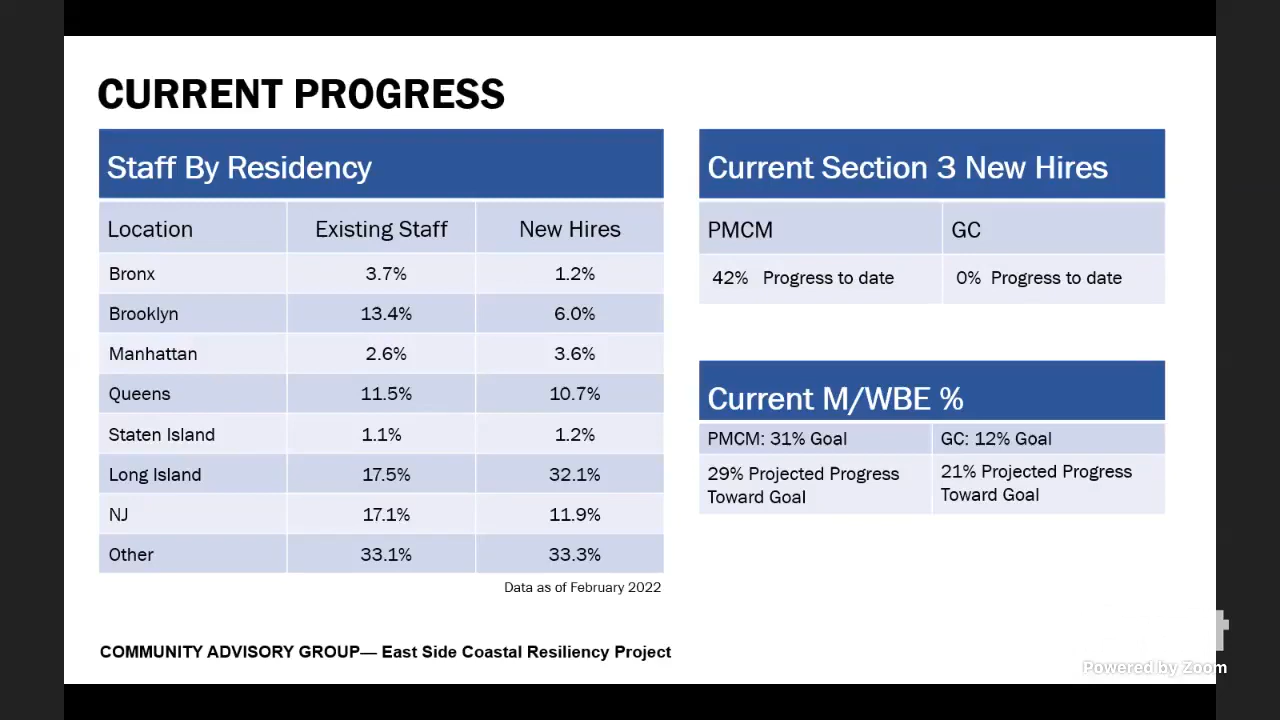 CURRENT PROGRESS
Staff By Residency
Location Existing Staff New Hires
Bronx 3.7% 1.2%
Brooklyn 13.4% 6.0%
Manhattan 2.6% 3.6%
Queens 11.5% 10.7%
Staten Island 1.1% 1.2%
Long Island 17.5% 32.1%
NJ 17.1% 11.9%
Other 33.1% 33.3%
Data as of February 2022
Current Section 3 New Hires
PMCM GC
42% Progress to date 0% Progress to date
Current M/WBE %
PMCM: 31% Goal GC: 12% Goal
29% Projected Progress 21% Projected Progress
Toward Goal Toward Goal
COMMUNITY ADVISORY GROUP— East Side Coastal Resiliency Project
Powered by Zoom